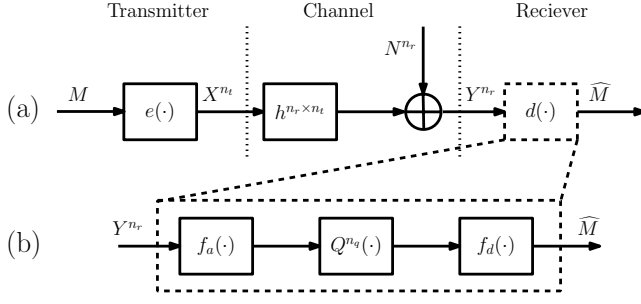 Transmitter Channel Reciever
(a) M e(·) X^{n_t} h^{n_r×n_t} N^{n_r} Y^{n_r} d(·) \widehat{M}
(b) Y^{n_r} f_a(·) Q^{n_q}(·) f_d(·) \widehat{M}